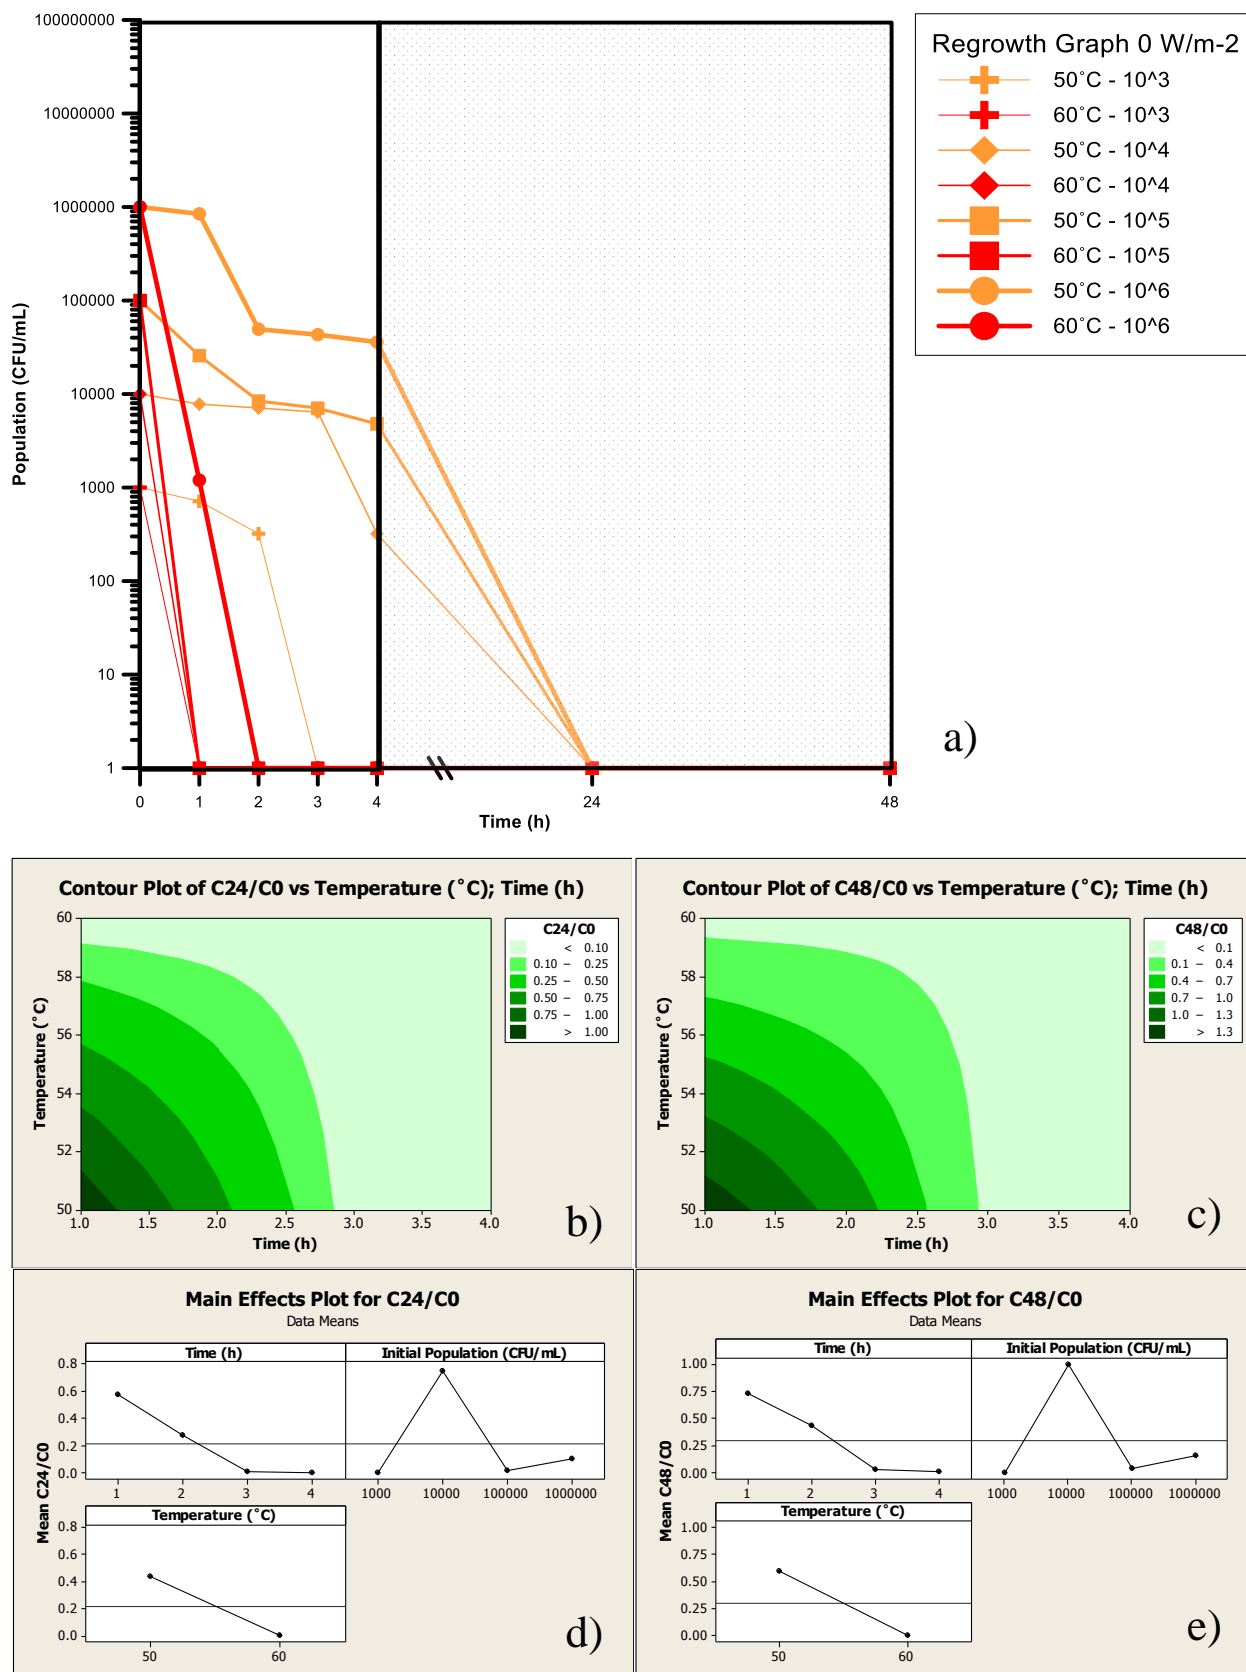 100000000
10000000
1000000
100000
10000
1000
100
10
1
Population (CFU/mL)
0 1 2 3 4 24 48
Time (h)
Regrowth Graph 0 W/m-2
50˚C - 10^3
60˚C - 10^3
50˚C - 10^4
60˚C - 10^4
50˚C - 10^5
60˚C - 10^5
50˚C - 10^6
60˚C - 10^6
a)
Contour Plot of C24/C0 vs Temperature (˚C); Time (h)
60
58
56
54
52
50
Temperature (˚C)
1.0 1.5 2.0 2.5 3.0 3.5 4.0
Time (h)
C24/C0
< 0.10
0.10 – 0.25
0.25 – 0.50
0.50 – 0.75
0.75 – 1.00
> 1.00
b)
Contour Plot of C48/C0 vs Temperature (˚C); Time (h)
60
58
56
54
52
50
Temperature (˚C)
1.0 1.5 2.0 2.5 3.0 3.5 4.0
Time (h)
C48/C0
< 0.1
0.1 – 0.4
0.4 – 0.7
0.7 – 1.0
1.0 – 1.3
> 1.3
c)
Main Effects Plot for C24/C0
Data Means
Time (h) Initial Population (CFU/mL)
0.8
0.6
0.4
0.2
0.0
1 2 3 4 1000 10000 100000 1000000
Mean C24/C0
Temperature (˚C)
0.8
0.6
0.4
0.2
0.0
50 60
d)
Main Effects Plot for C48/C0
Data Means
Time (h) Initial Population (CFU/mL)
1.00
0.75
0.50
0.25
0.00
1 2 3 4 1000 10000 100000 1000000
Mean C48/C0
Temperature (˚C)
1.00
0.75
0.50
0.25
0.00
50 60
e)